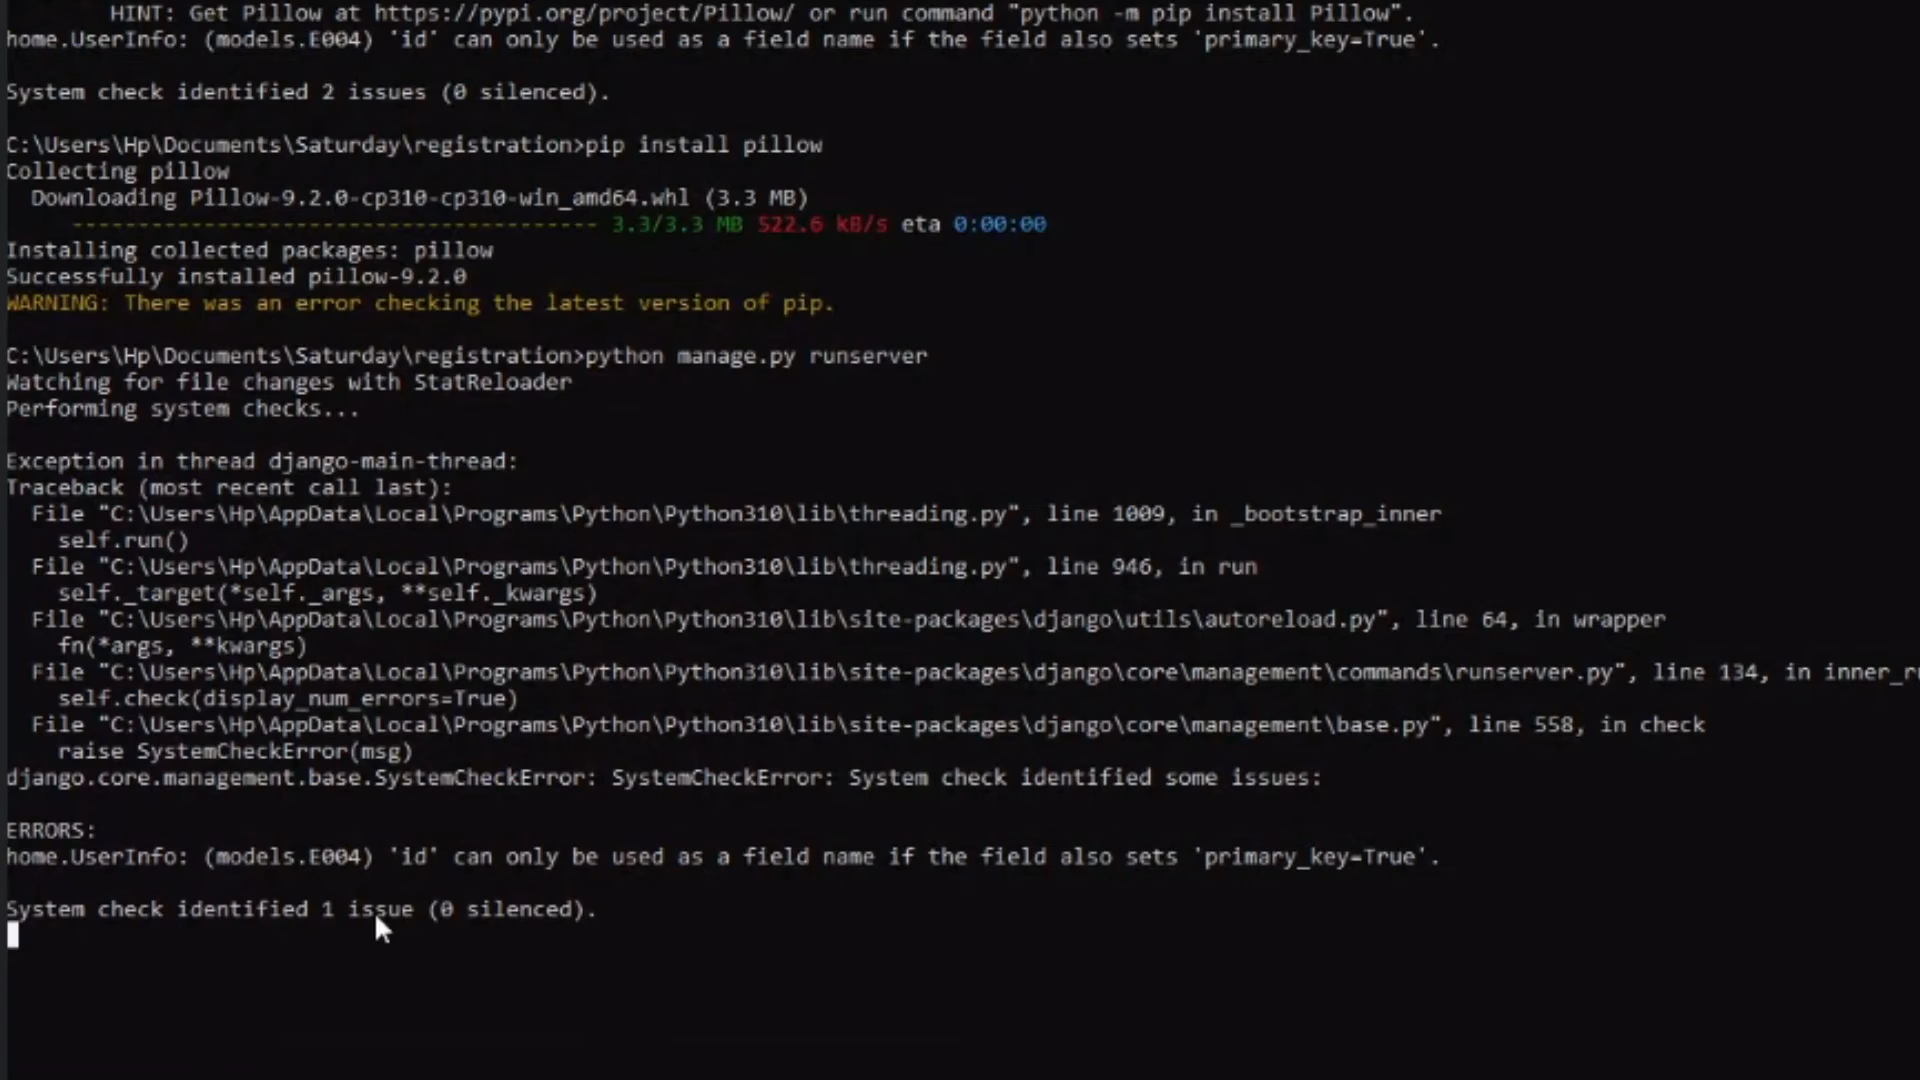 HINT: Get Pillow at https://pypi.org/project/Pillow/ or run command "python -m pip install Pillow".
home.UserInfo: (models.E004) 'id' can only be used as a field name if the field also sets 'primary_key=True'.
System check identified 2 issues (0 silenced).
C:\Users\Hp\Documents\Saturday\registration>pip install pillow
Collecting pillow
Downloading Pillow-9.2.0-cp310-cp310-win_amd64.whl (3.3 MB)
---------------------------------------- 3.3/3.3 MB 522.6 kB/s eta 0:00:00
Installing collected packages: pillow
Successfully installed pillow-9.2.0
WARNING: There was an error checking the latest version of pip.
C:\Users\Hp\Documents\Saturday\registration>python manage.py runserver
Watching for file changes with StatReloader
Performing system checks...
Exception in thread django-main-thread:
Traceback (most recent call last):
File "C:\Users\Hp\AppData\Local\Programs\Python\Python310\lib\threading.py", line 1009, in _bootstrap_inner
self.run()
File "C:\Users\Hp\AppData\Local\Programs\Python\Python310\lib\threading.py", line 946, in run
self._target(*self._args, **self._kwargs)
File "C:\Users\Hp\AppData\Local\Programs\Python\Python310\lib\site-packages\django\utils\autoreload.py", line 64, in wrapper
fn(*args, **kwargs)
File "C:\Users\Hp\AppData\Local\Programs\Python\Python310\lib\site-packages\django\core\management\commands\runserver.py", line 134, in inner_ru
self.check(display_num_errors=True)
File "C:\Users\Hp\AppData\Local\Programs\Python\Python310\lib\site-packages\django\core\management\base.py", line 558, in check
raise SystemCheckError(msg)
django.core.management.base.SystemCheckError: SystemCheckError: System check identified some issues:
ERRORS:
home.UserInfo: (models.E004) 'id' can only be used as a field name if the field also sets 'primary_key=True'.
System check identified 1 issue (0 silenced).